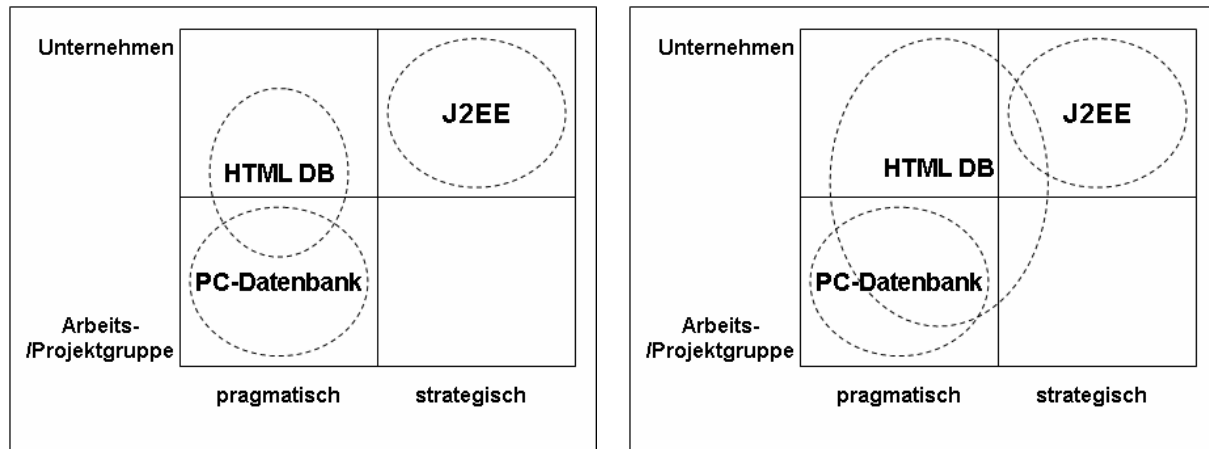 Unternehmen
J2EE
HTML DB
PC-Datenbank
Arbeits-
/Projektgruppe
pragmatisch
strategisch
Unternehmen
J2EE
HTML DB
PC-Datenbank
Arbeits-
/Projektgruppe
pragmatisch
strategisch